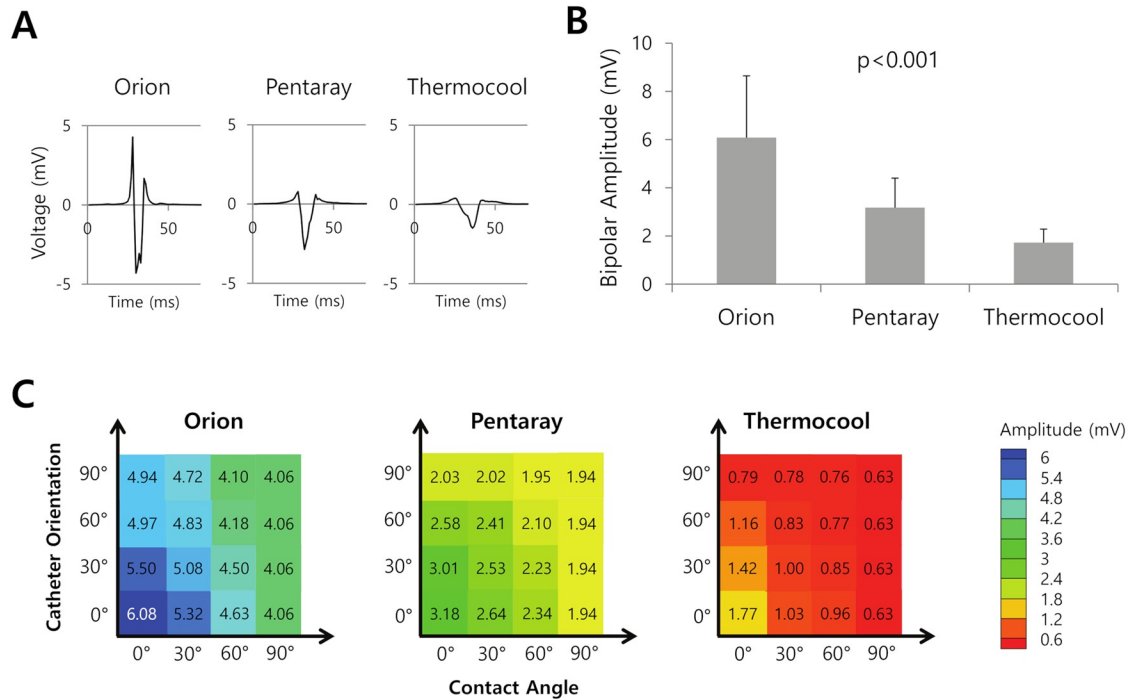 A
Orion
Pentaray
Thermocool
Voltage (mV)
5
0
-5
0
50
Time (ms)
5
0
-5
0
50
Time (ms)
5
0
-5
0
50
Time (ms)
B
p<0.001
Bipolar Amplitude (mV)
10
8
6
4
2
0
Orion
Pentaray
Thermocool
C
Catheter Orientation
Orion
90° 4.94 4.72 4.10 4.06
60° 4.97 4.83 4.18 4.06
30° 5.50 5.08 4.50 4.06
0° 6.08 5.32 4.63 4.06
0° 30° 60° 90°
Pentaray
90° 2.03 2.02 1.95 1.94
60° 2.58 2.41 2.10 1.94
30° 3.01 2.53 2.23 1.94
0° 3.18 2.64 2.34 1.94
0° 30° 60° 90°
Contact Angle
Thermocool
90° 0.79 0.78 0.76 0.63
60° 1.16 0.83 0.77 0.63
30° 1.42 1.00 0.85 0.63
0° 1.77 1.03 0.96 0.63
0° 30° 60° 90°
Amplitude (mV)
6
5.4
4.8
4.2
3.6
3
2.4
1.8
1.2
0.6